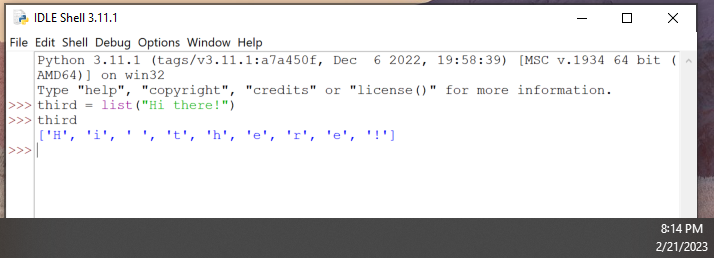 IDLE Shell 3.11.1
File Edit Shell Debug Options Window Help
Python 3.11.1 (tags/v3.11.1:a7a450f, Dec  6 2022, 19:58:39) [MSC v.1934 64 bit (
AMD64)] on win32
Type "help", "copyright", "credits" or "license()" for more information.
>>> third = list("Hi there!")
>>> third
['H', 'i', ' ', 't', 'h', 'e', 'r', 'e', '!']
>>>
8:14 PM
2/21/2023